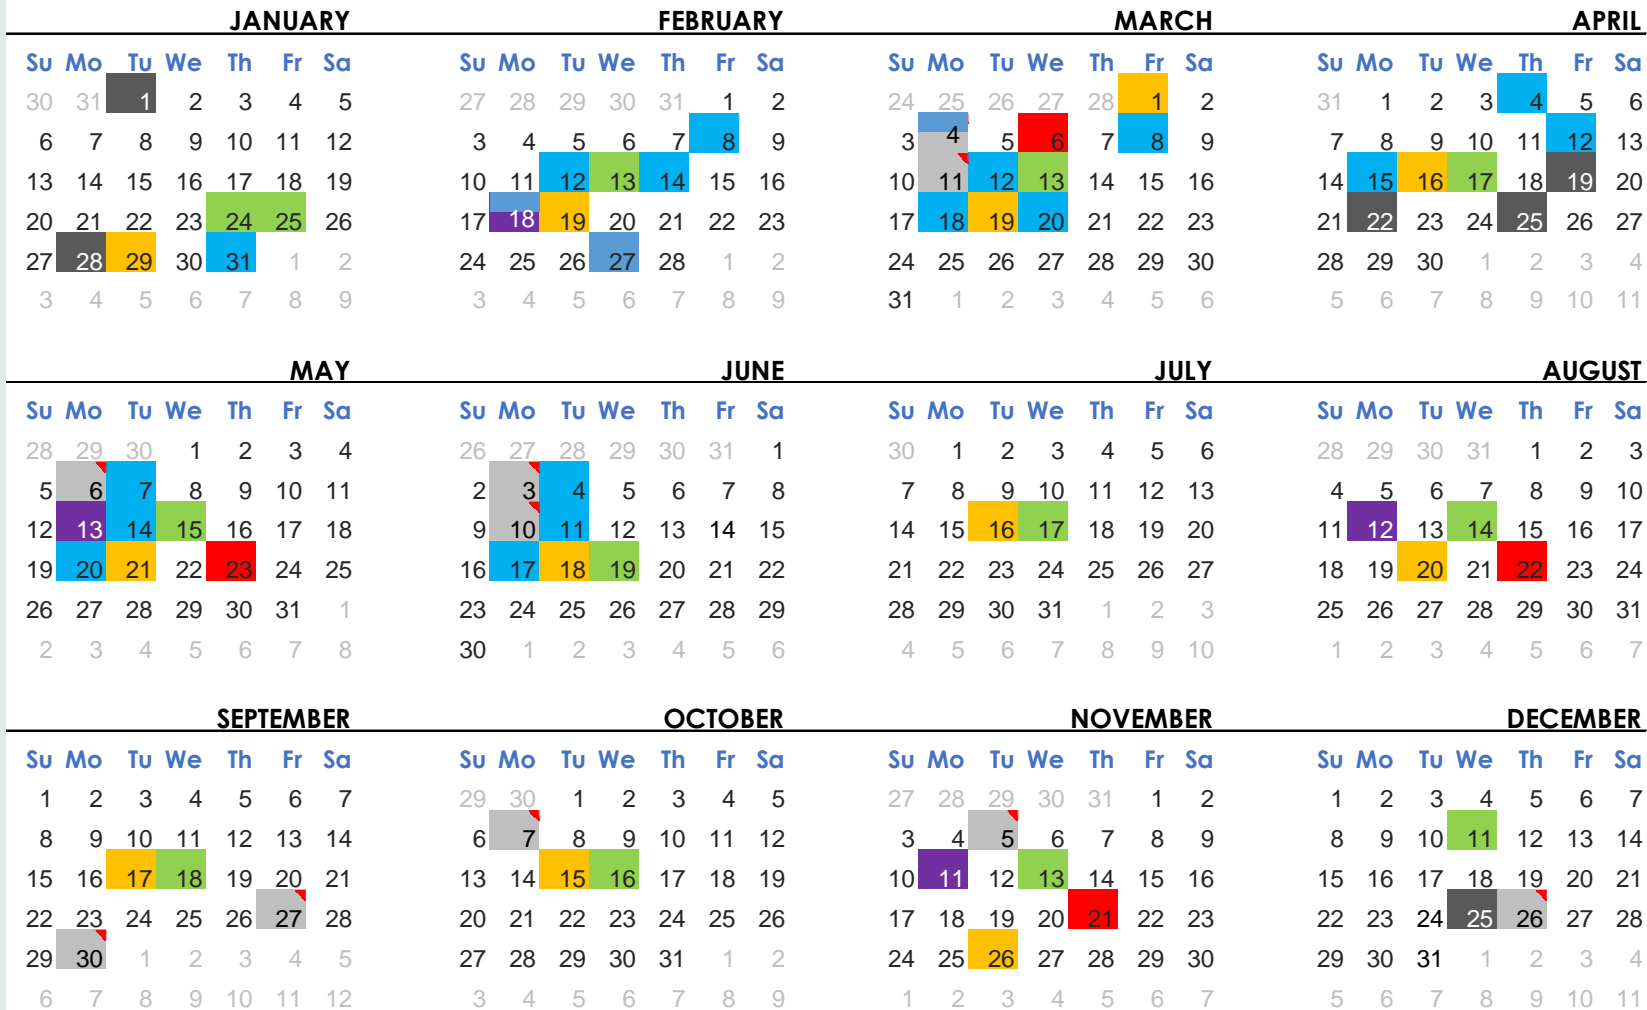 JANUARY FEBRUARY MARCH APRIL
Su Mo Tu We Th Fr Sa Su Mo Tu We Th Fr Sa Su Mo Tu We Th Fr Sa Su Mo Tu We Th Fr Sa
30 31 1 2 3 4 5 27 28 29 30 31 1 2 24 25 26 27 28 1 2 31 1 2 3 4 5 6
6 7 8 9 10 11 12 3 4 5 6 7 8 9 3 4 5 6 7 8 9 7 8 9 10 11 12 13
13 14 15 16 17 18 19 10 11 12 13 14 15 16 10 11 12 13 14 15 16 14 15 16 17 18 19 20
20 21 22 23 24 25 26 17 18 19 20 21 22 23 17 18 19 20 21 22 23 21 22 23 24 25 26 27
27 28 29 30 31 1 2 24 25 26 27 28 1 2 24 25 26 27 28 29 30 28 29 30 1 2 3 4
3 4 5 6 7 8 9 3 4 5 6 7 8 9 31 1 2 3 4 5 6 5 6 7 8 9 10 11
MAY JUNE JULY AUGUST
Su Mo Tu We Th Fr Sa Su Mo Tu We Th Fr Sa Su Mo Tu We Th Fr Sa Su Mo Tu We Th Fr Sa
28 29 30 1 2 3 4 26 27 28 29 30 31 1 30 1 2 3 4 5 6 28 29 30 31 1 2 3
5 6 7 8 9 10 11 2 3 4 5 6 7 8 7 8 9 10 11 12 13 4 5 6 7 8 9 10
12 13 14 15 16 17 18 9 10 11 12 13 14 15 14 15 16 17 18 19 20 11 12 13 14 15 16 17
19 20 21 22 23 24 25 16 17 18 19 20 21 22 21 22 23 24 25 26 27 18 19 20 21 22 23 24
26 27 28 29 30 31 1 23 24 25 26 27 28 29 28 29 30 31 1 2 3 25 26 27 28 29 30 31
2 3 4 5 6 7 8 30 1 2 3 4 5 6 4 5 6 7 8 9 10 1 2 3 4 5 6 7
SEPTEMBER OCTOBER NOVEMBER DECEMBER
Su Mo Tu We Th Fr Sa Su Mo Tu We Th Fr Sa Su Mo Tu We Th Fr Sa Su Mo Tu We Th Fr Sa
1 2 3 4 5 6 7 29 30 1 2 3 4 5 27 28 29 30 31 1 2 1 2 3 4 5 6 7
8 9 10 11 12 13 14 6 7 8 9 10 11 12 3 4 5 6 7 8 9 8 9 10 11 12 13 14
15 16 17 18 19 20 21 13 14 15 16 17 18 19 10 11 12 13 14 15 16 15 16 17 18 19 20 21
22 23 24 25 26 27 28 20 21 22 23 24 25 26 17 18 19 20 21 22 23 22 23 24 25 26 27 28
29 30 1 2 3 4 5 27 28 29 30 31 1 2 24 25 26 27 28 29 30 29 30 31 1 2 3 4
6 7 8 9 10 11 12 3 4 5 6 7 8 9 1 2 3 4 5 6 7 5 6 7 8 9 10 11